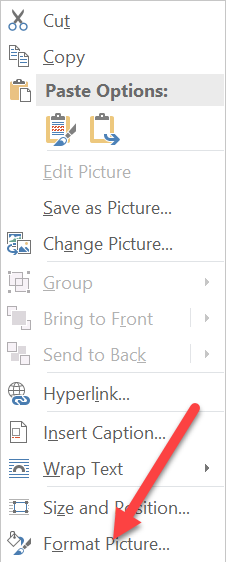 Cut
Copy
Paste Options:
Edit Picture
Save as Picture...
Change Picture...
Group
Bring to Front
Send to Back
Hyperlink...
Insert Caption...
Wrap Text
Size and Position...
Format Picture...